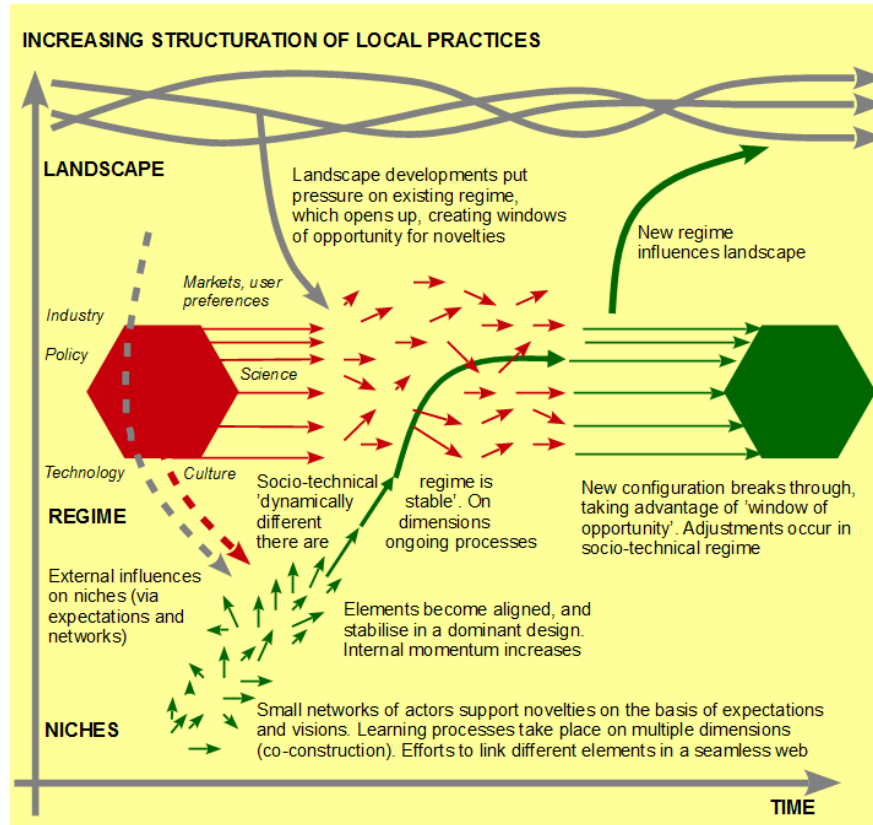 INCREASING STRUCTURATION OF LOCAL PRACTICES
LANDSCAPE
Landscape developments put
pressure on existing regime,
which opens up, creating windows
of opportunity for novelties
New regime
influences landscape
Markets, user
preferences
Industry
Policy
Science
Technology
Culture
REGIME
Socio-technical
'dynamically
different
there are
regime is
stable'. On
dimensions
ongoing processes
New configuration breaks through,
taking advantage of 'window of
opportunity'. Adjustments occur in
socio-technical regime
External influences
on niches (via
expectations and
networks)
Elements become aligned, and
stabilise in a dominant design.
Internal momentum increases
NICHES
Small networks of actors support novelties on the basis of expectations
and visions. Learning processes take place on multiple dimensions
(co-construction). Efforts to link different elements in a seamless web
TIME